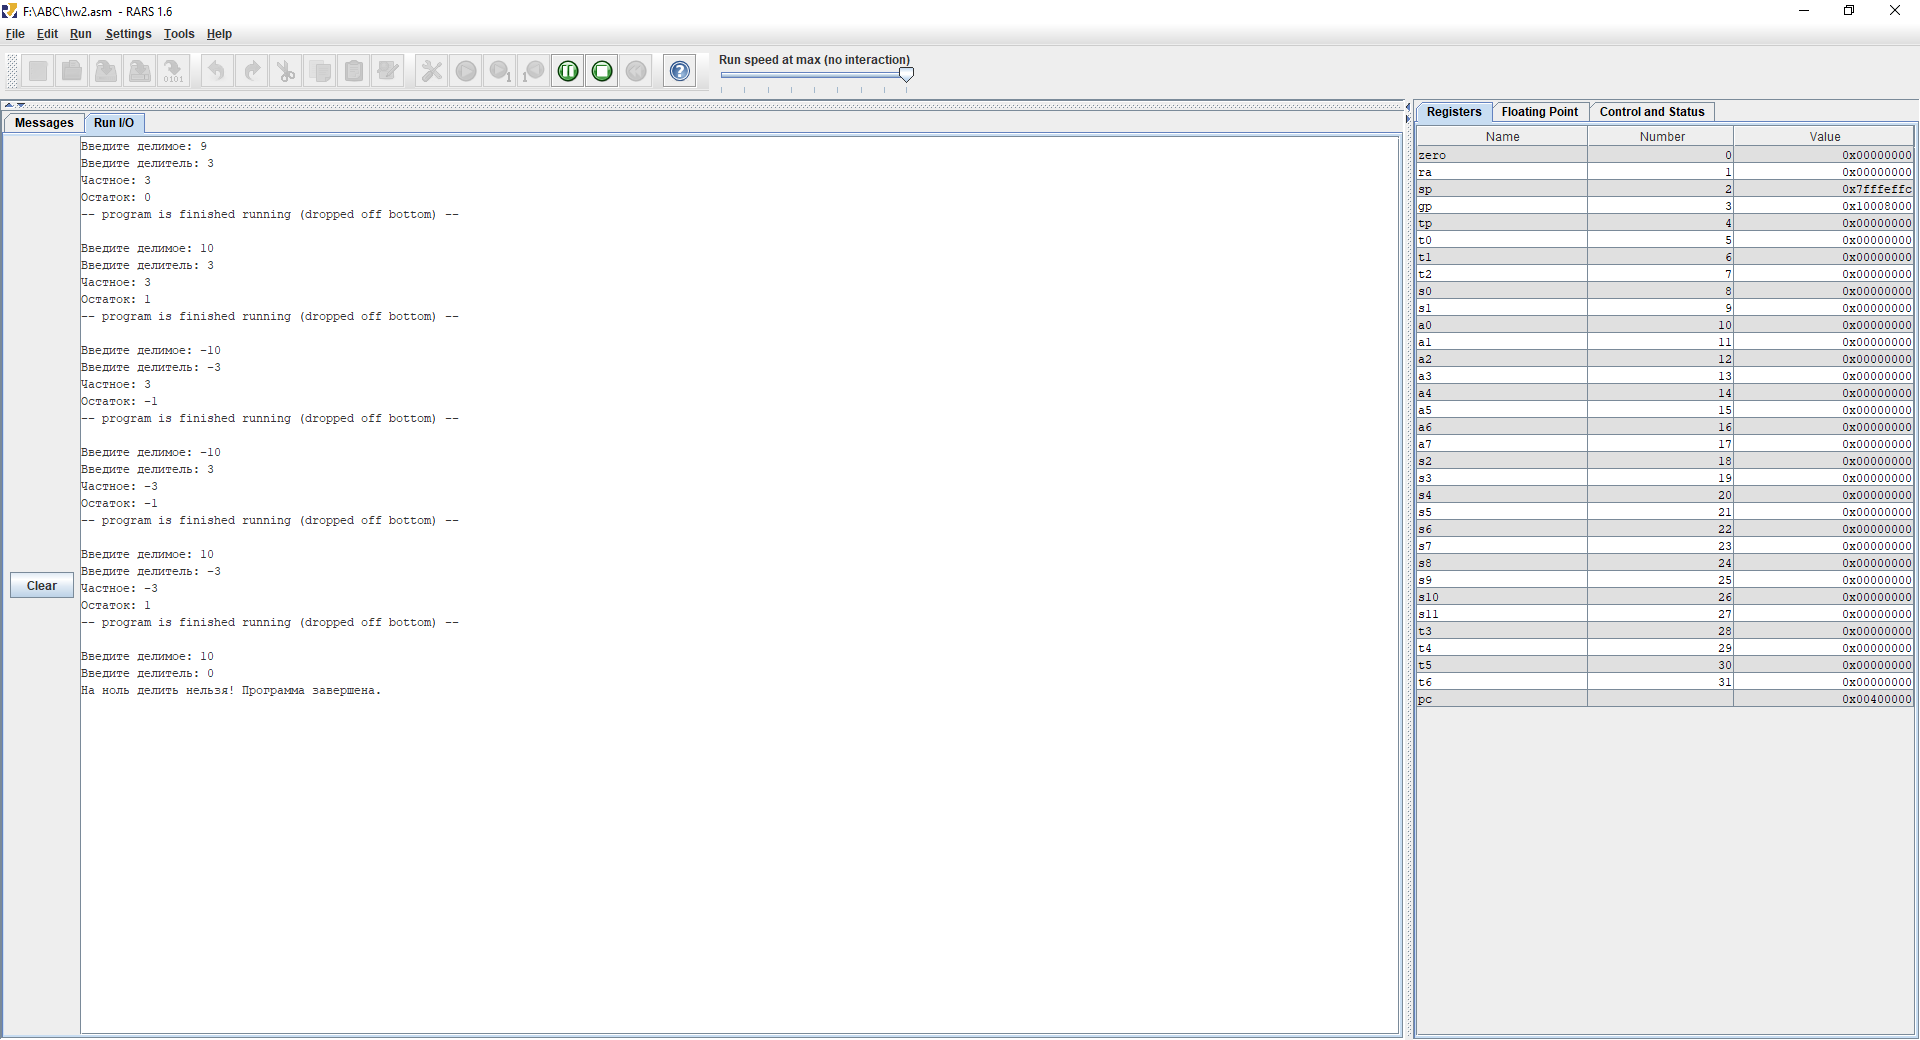 F:\ABC\hw2.asm - RARS 1.6
File Edit Run Settings Tools Help
Run speed at max (no interaction)
0101
1
1
?
Messages Run I/O
Введите делимое: 9
Введите делитель: 3
Частное: 3
Остаток: 0
-- program is finished running (dropped off bottom) --
Введите делимое: 10
Введите делитель: 3
Частное: 3
Остаток: 1
-- program is finished running (dropped off bottom) --
Введите делимое: -10
Введите делитель: -3
Частное: 3
Остаток: -1
-- program is finished running (dropped off bottom) --
Введите делимое: -10
Введите делитель: 3
Частное: -3
Остаток: -1
-- program is finished running (dropped off bottom) --
Введите делимое: 10
Введите делитель: -3
Частное: -3
Остаток: 1
-- program is finished running (dropped off bottom) --
Введите делимое: 10
Введите делитель: 0
На ноль делить нельзя! Программа завершена.
Clear
Registers Floating Point Control and Status
Name Number Value
zero 0 0x00000000
ra 1 0x00000000
sp 2 0x7fffeffc
gp 3 0x10008000
tp 4 0x00000000
t0 5 0x00000000
t1 6 0x00000000
t2 7 0x00000000
s0 8 0x00000000
s1 9 0x00000000
a0 10 0x00000000
a1 11 0x00000000
a2 12 0x00000000
a3 13 0x00000000
a4 14 0x00000000
a5 15 0x00000000
a6 16 0x00000000
a7 17 0x00000000
s2 18 0x00000000
s3 19 0x00000000
s4 20 0x00000000
s5 21 0x00000000
s6 22 0x00000000
s7 23 0x00000000
s8 24 0x00000000
s9 25 0x00000000
s10 26 0x00000000
s11 27 0x00000000
t3 28 0x00000000
t4 29 0x00000000
t5 30 0x00000000
t6 31 0x00000000
pc 0x00400000